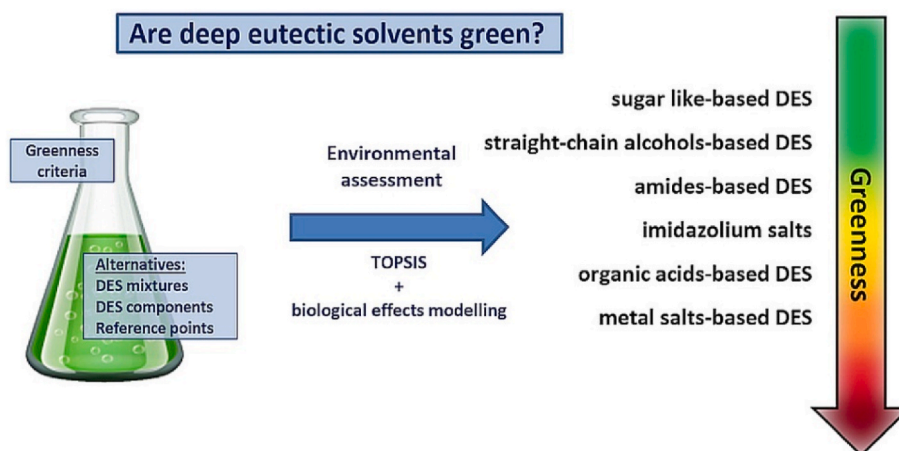 Are deep eutectic solvents green?
Greenness
criteria
Alternatives:
DES mixtures
DES components
Reference points
Environmental
assessment
TOPSIS
+
biological effects modelling
sugar like-based DES
straight-chain alcohols-based DES
amides-based DES
imidazolium salts
organic acids-based DES
metal salts-based DES
Greenness